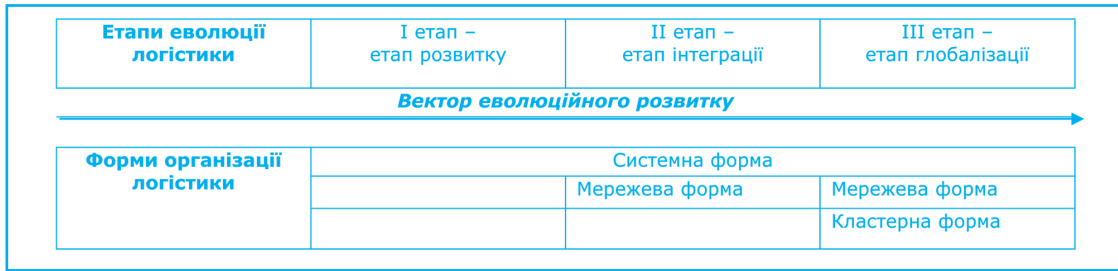 Етапи еволюції
логістики
I етап –
етап розвитку
II етап –
етап інтеграції
III етап –
етап глобалізації
Вектор еволюційного розвитку
Форми організації
логістики
Системна форма
Мережева форма
Мережева форма
Кластерна форма